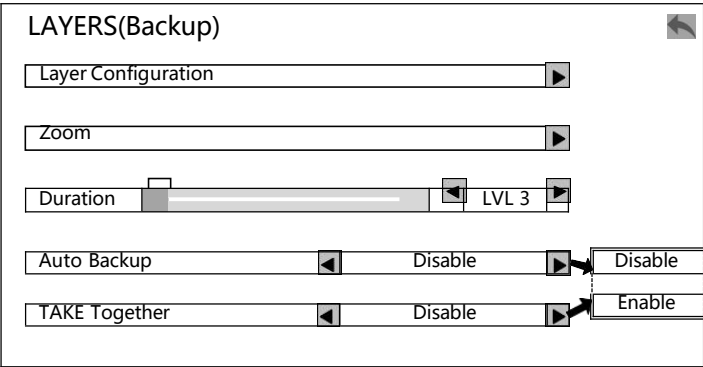 LAYERS(Backup)
Layer Configuration
Zoom
Duration LVL 3
Auto Backup Disable Disable
TAKE Together Disable Enable